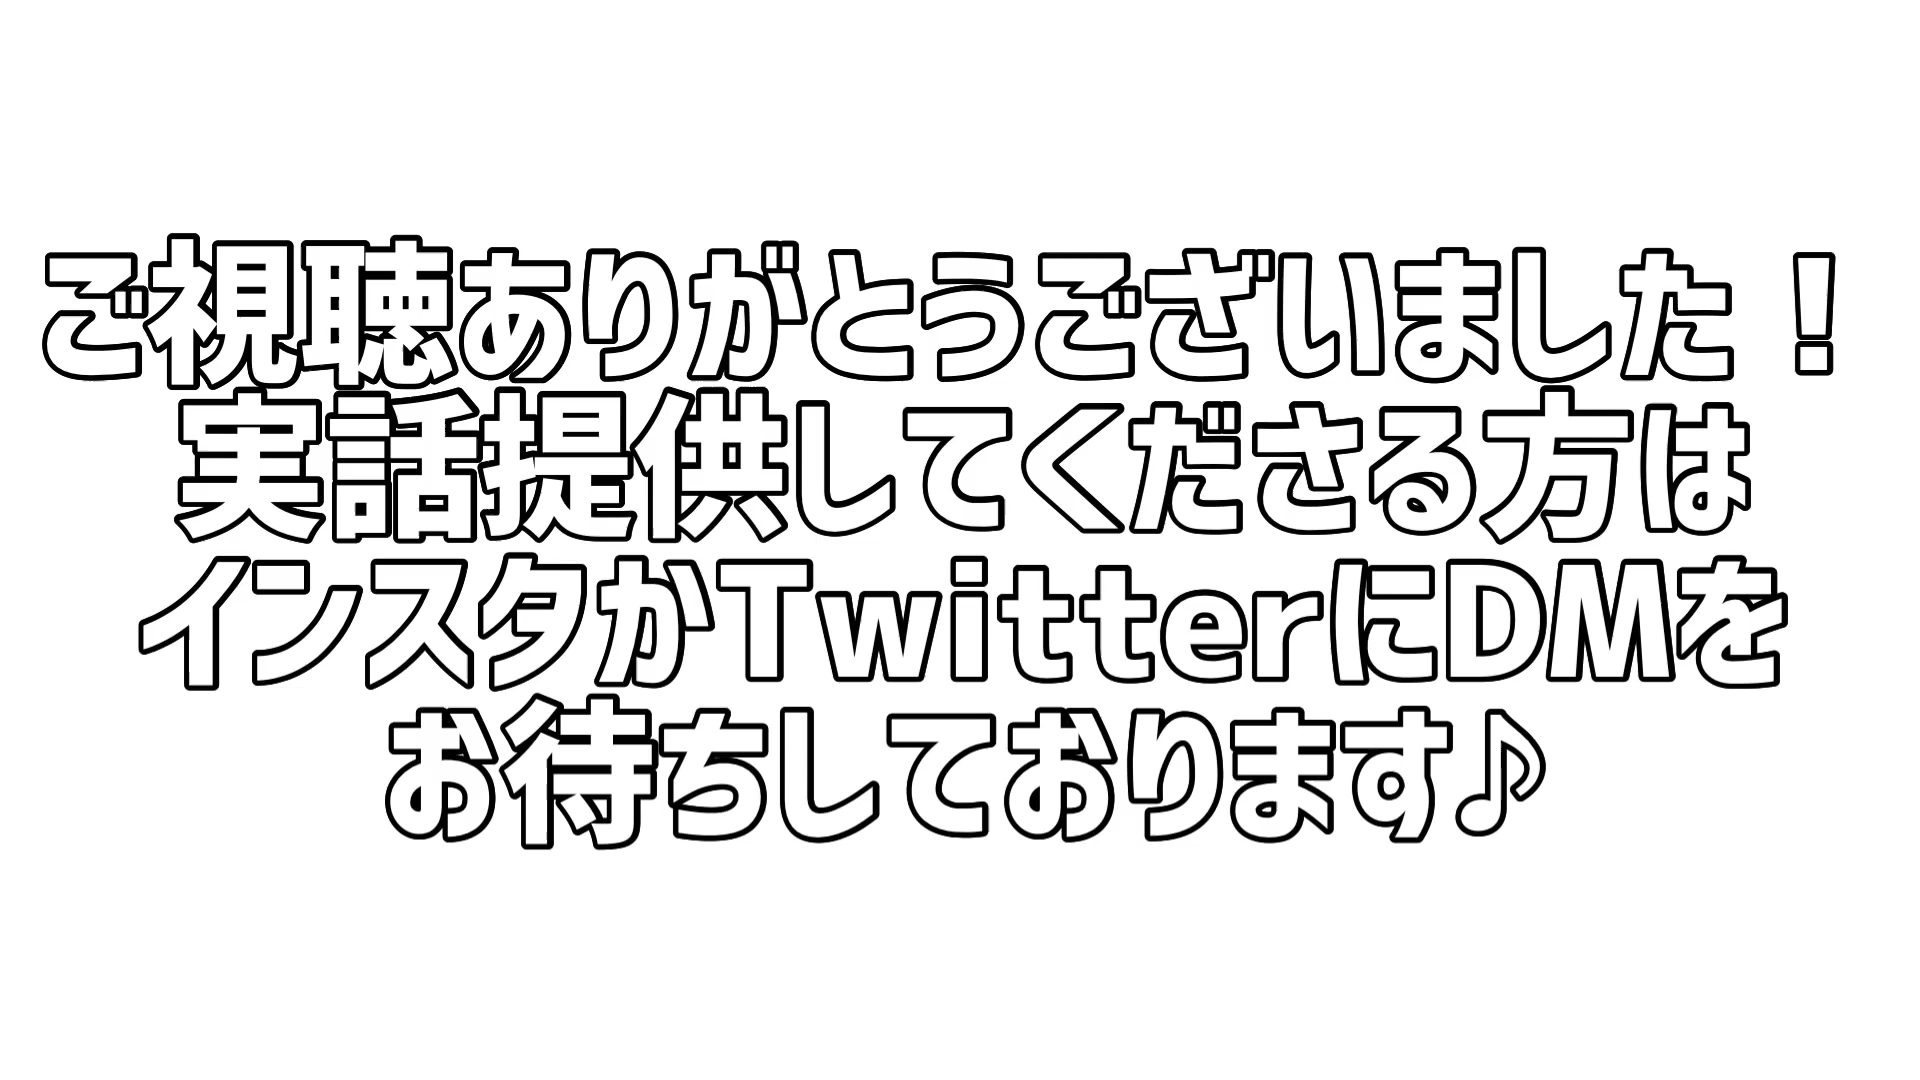 ご視聴ありがとうございました！
実話提供してくださる方は
インスタかTwitterにDMを
お待ちしております♪